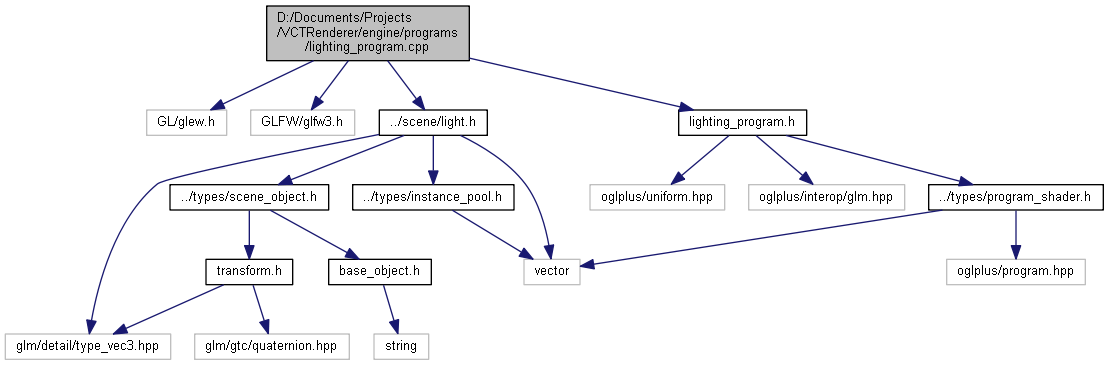 D:/Documents/Projects
/VCTRenderer/engine/programs
/lighting_program.cpp
GL/glew.h
GLFW/glfw3.h
../scene/light.h
lighting_program.h
../types/scene_object.h
../types/instance_pool.h
oglplus/uniform.hpp
oglplus/interop/glm.hpp
../types/program_shader.h
transform.h
base_object.h
vector
oglplus/program.hpp
glm/detail/type_vec3.hpp
glm/gtc/quaternion.hpp
string